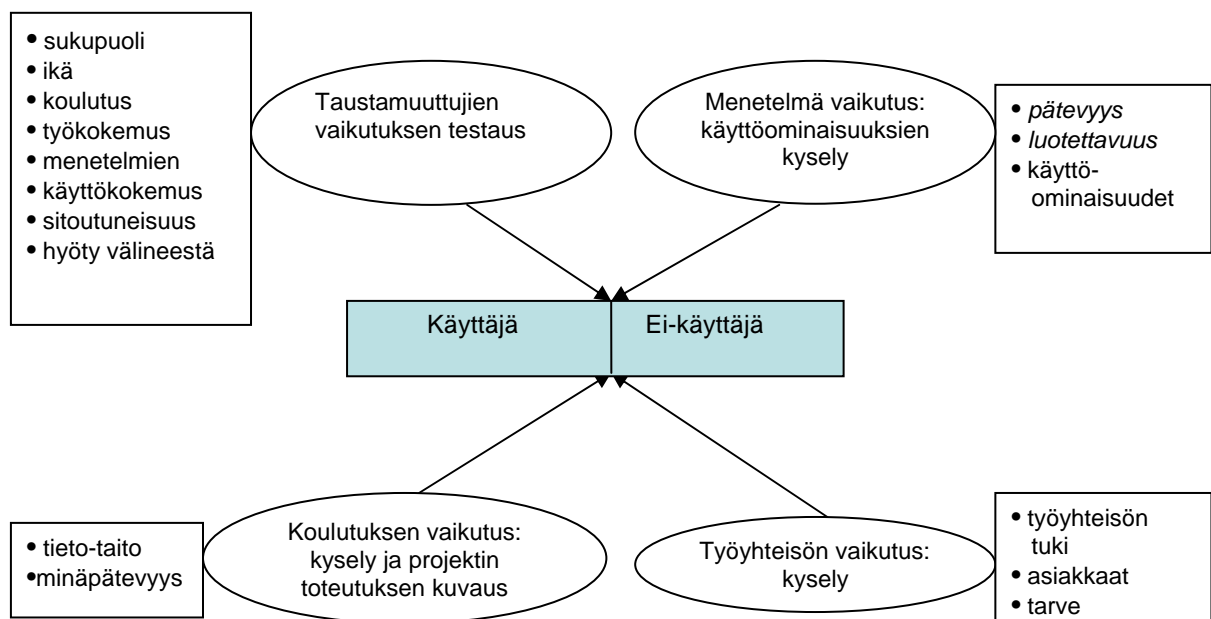 • sukupuoli
• ikä
• koulutus
• työkokemus
• menetelmien
• käyttökokemus
• sitoutuneisuus
• hyöty välineestä
Taustamuuttujien
vaikutuksen testaus
Menetelmä vaikutus:
käyttöominaisuuksien
kysely
• pätevyys
• luotettavuus
• käyttö-
ominaisuudet
Käyttäjä
Ei-käyttäjä
• tieto-taito
•minäpätevyys
Koulutuksen vaikutus:
kysely ja projektin
toteutuksen kuvaus
Työyhteisön vaikutus:
kysely
• työyhteisön
tuki
• asiakkaat
• tarve